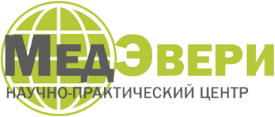 МедЭвери
НАУЧНО-ПРАКТИЧЕСКИЙ ЦЕНТР